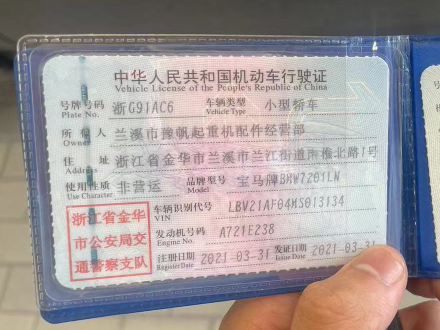 中华人民共和国机动车行驶证
Vehicle License of the People's Republic of China
号牌号码 浙G91AC6 车辆类型 小型轿车
Plate No. Vehicle Type
所有人 兰溪市豫帆起重机配件经营部
Owner
住址 浙江省金华市兰溪市兰江街道所推北路1号
Address
使用性质 非营运 品牌型号 宝马牌BMW7201LN
Use Character Model
浙江省金华 车辆识别代号 LBV21AF04MS013134
VIN
市公安局交 发动机号码 A721E238
Engine No.
通警察支队 注册日期 2021-03-31 发证日期 2021-03-31
Register Date Issue Date